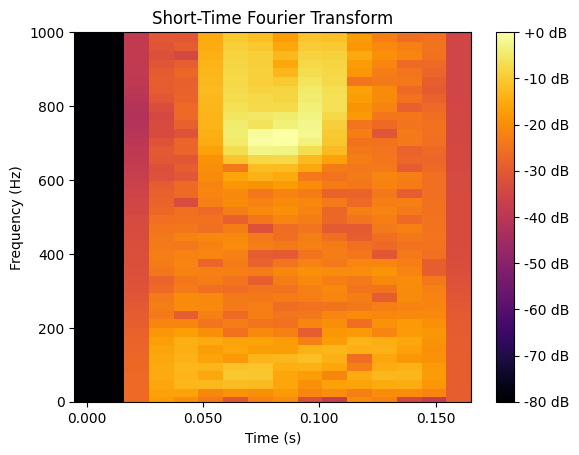 Short-Time Fourier Transform
Frequency (Hz)
1000
800
600
400
200
0
0.000
0.050
0.100
0.150
Time (s)
+0 dB
-10 dB
-20 dB
-30 dB
-40 dB
-50 dB
-60 dB
-70 dB
-80 dB